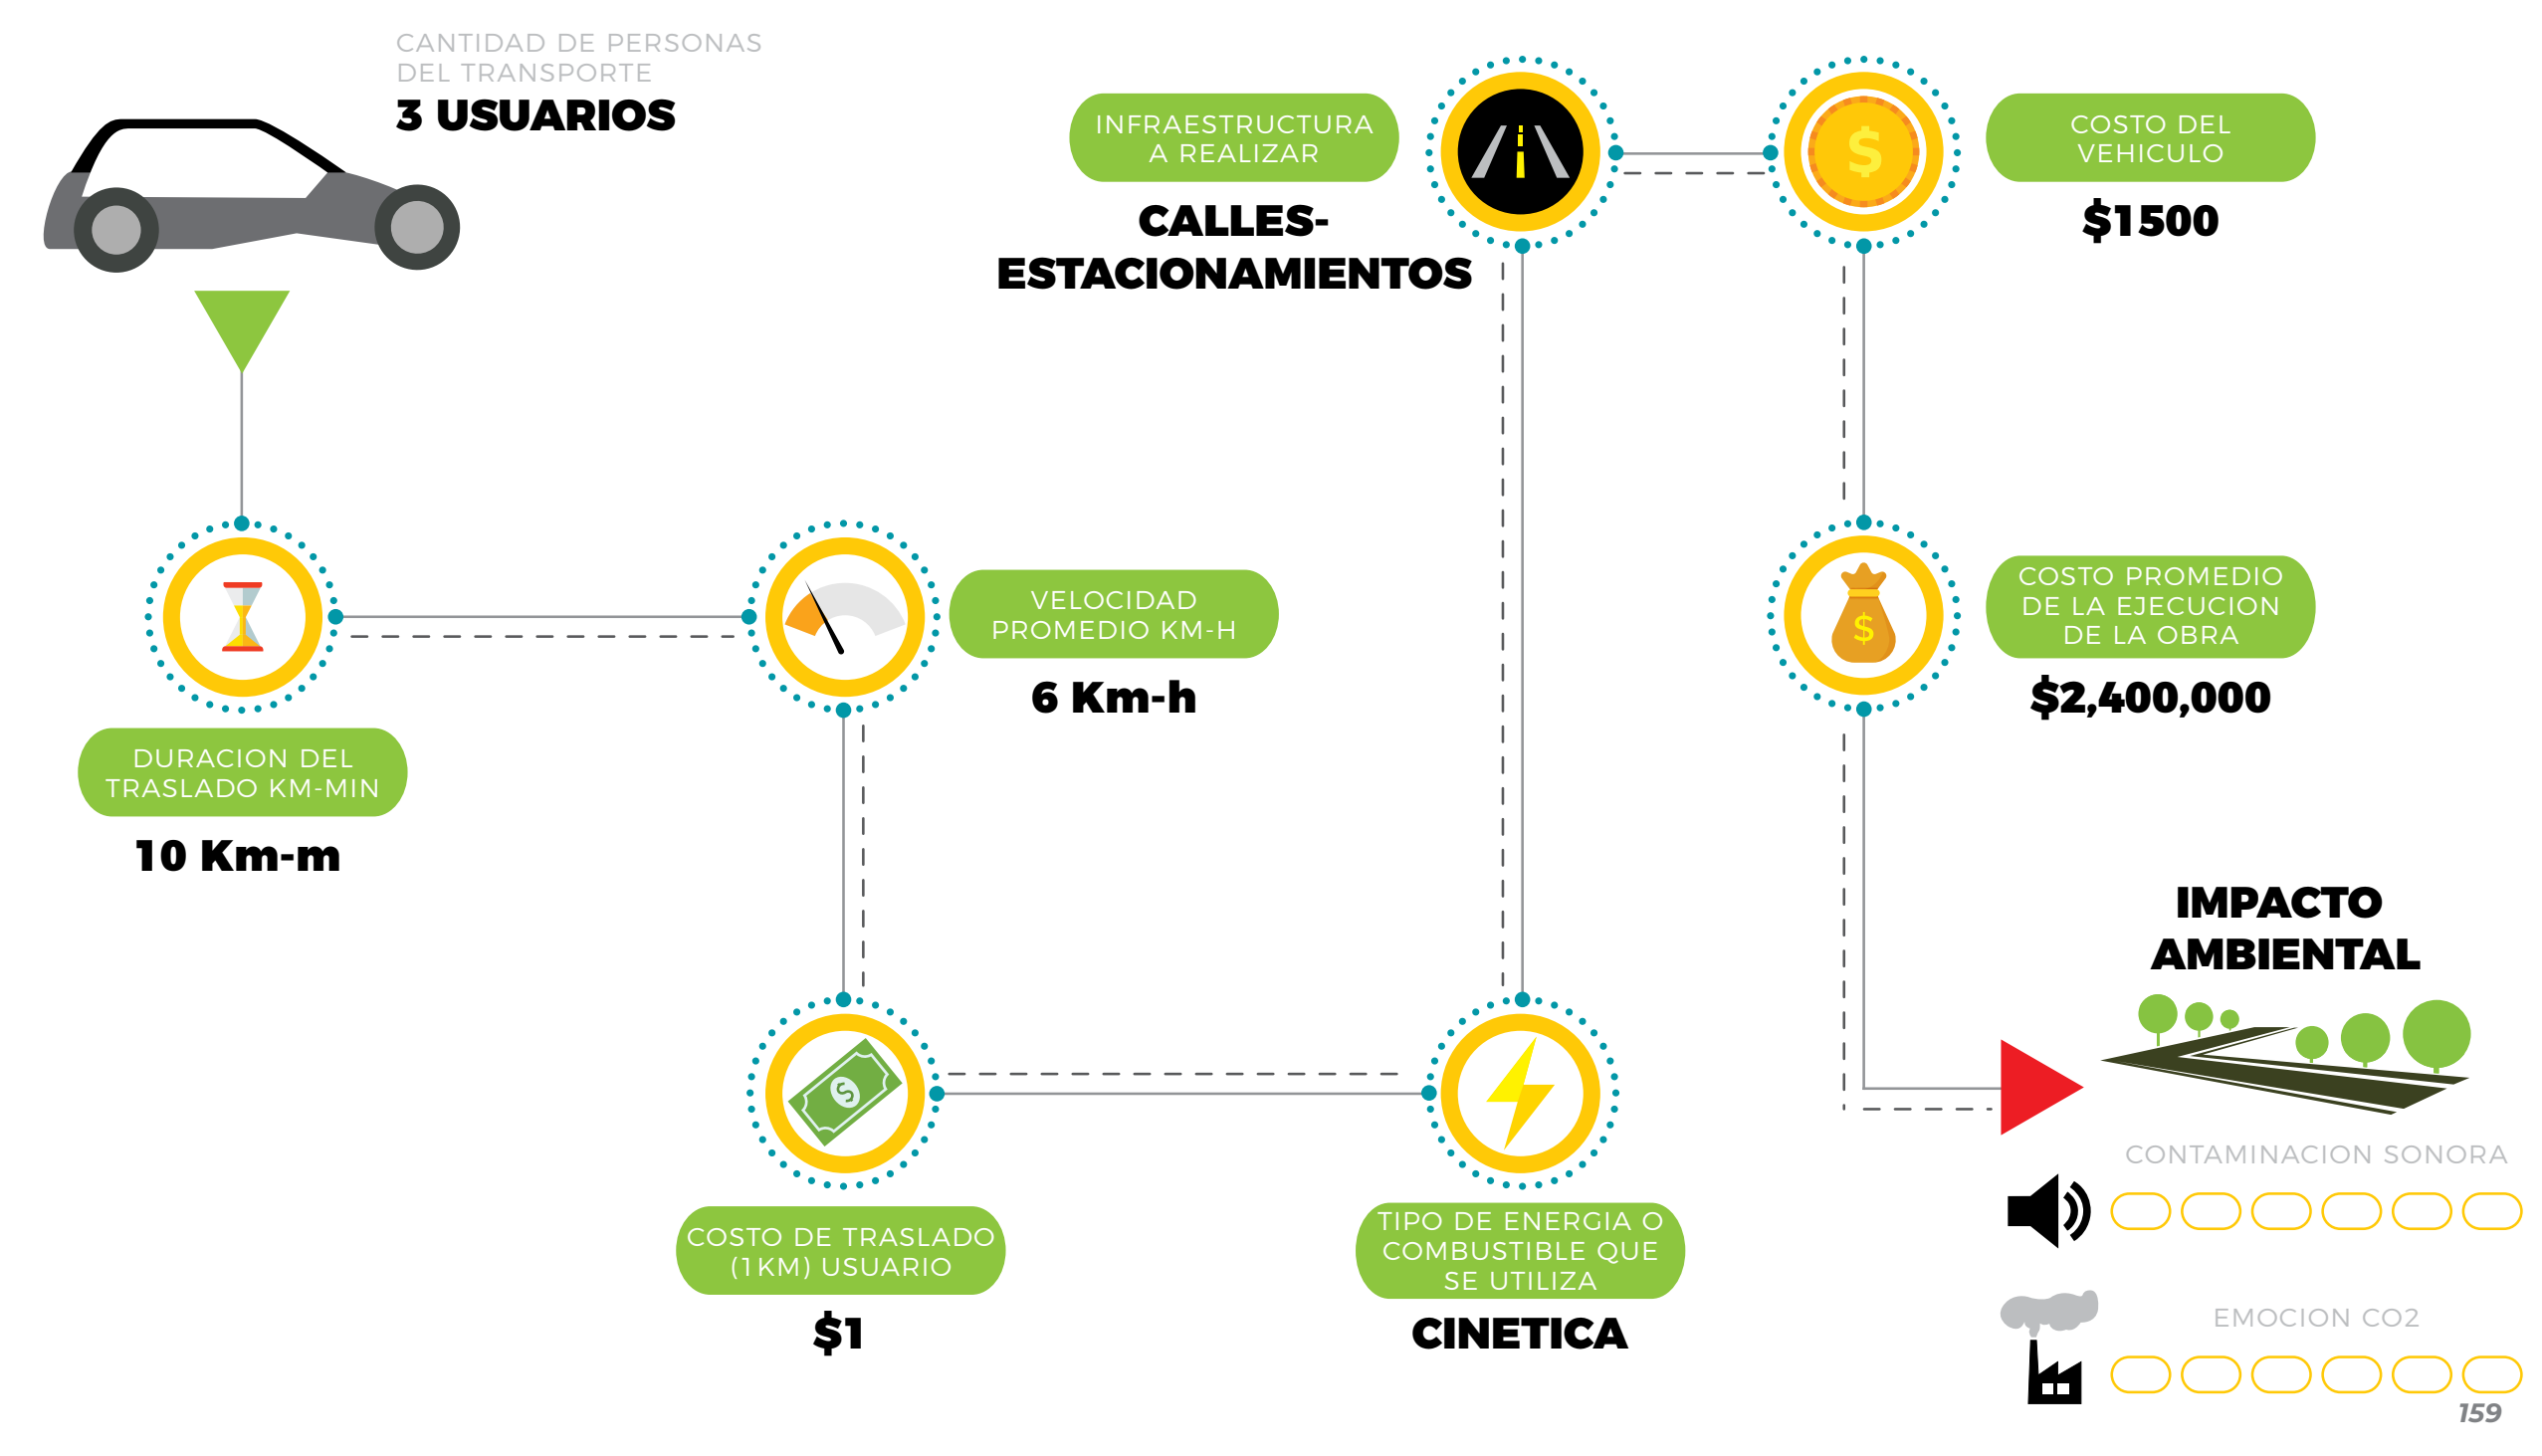 CANTIDAD DE PERSONAS
DEL TRANSPORTE
3 USUARIOS
DURACION DEL
TRASLADO KM-MIN
10 Km-m
VELOCIDAD
PROMEDIO KM-H
6 Km-h
COSTO DE TRASLADO
(1KM) USUARIO
$1
TIPO DE ENERGIA O
COMBUSTIBLE QUE
SE UTILIZA
CINETICA
INFRAESTRUCTURA
A REALIZAR
CALLES-
ESTACIONAMIENTOS
$
COSTO DEL
VEHICULO
$1500
$
COSTO PROMEDIO
DE LA EJECUCION
DE LA OBRA
$2,400,000
$
IMPACTO
AMBIENTAL
CONTAMINACION SONORA
EMOCION CO2
159